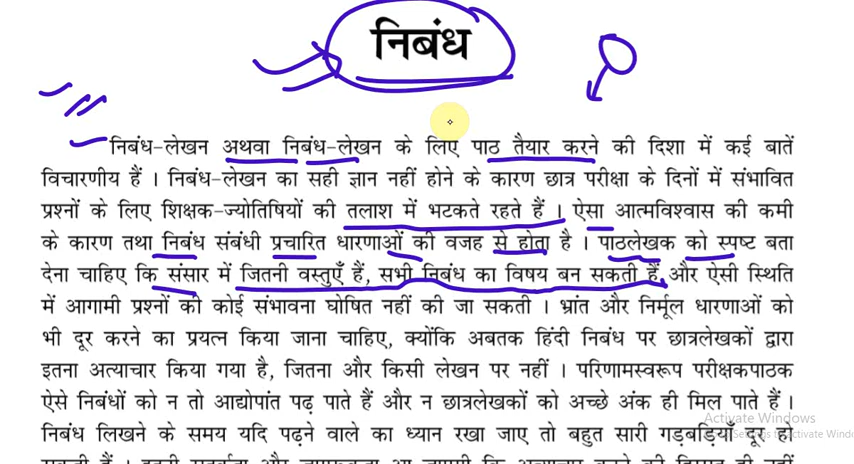 निबंध
निबंध-लेखन अथवा निबंध-लेखन के लिए पाठ तैयार करने की दिशा में कई बातें
विचारणीय हैं । निबंध-लेखन का सही ज्ञान नहीं होने के कारण छात्र परीक्षा के दिनों में संभावित
प्रश्नों के लिए शिक्षक-ज्योतिषियों की तलाश में भटकते रहते हैं । ऐसा आत्मविश्वास की कमी
के कारण तथा निबंध संबंधी प्रचारित धारणाओं की वजह से होता है । पाठलेखक को स्पष्ट बता
देना चाहिए कि संसार में जितनी वस्तुएँ हैं, सभी निबंध का विषय बन सकती हैं, और ऐसी स्थिति
में आगामी प्रश्नों की कोई संभावना घोषित नहीं की जा सकती । भ्रांत और निर्मूल धारणाओं को
भी दूर करने का प्रयत्न किया जाना चाहिए, क्योंकि अबतक हिंदी निबंध पर छात्रलेखकों द्वारा
इतना अत्याचार किया गया है, जितना और किसी लेखन पर नहीं । परिणामस्वरूप परीक्षकपाठक
ऐसे निबंधों को न तो आद्योपांत पढ़ पाते हैं और न छात्रलेखकों को अच्छे अंक ही मिल पाते हैं ।
Activate Windows
निबंध लिखने के समय यदि पढ़ने वाले का ध्यान रखा जाए तो बहुत सारी गड़बड़ियाँ दूर हो